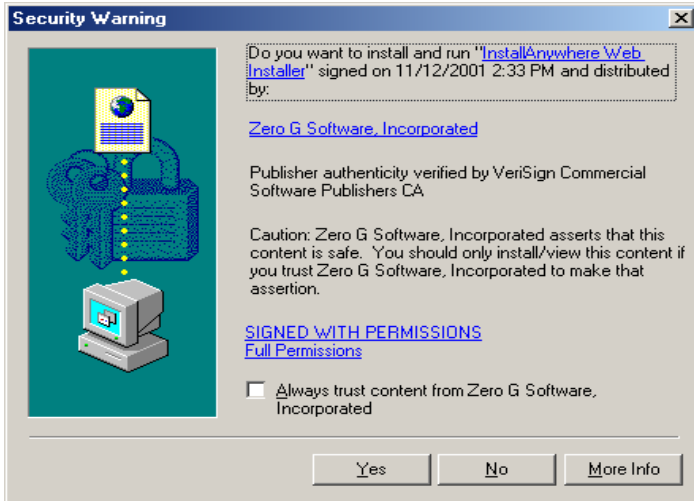 Security Warning
Do you want to install and run "InstallAnywhere Web
Installer" signed on 11/12/2001 2:33 PM and distributed
by:
Zero G Software, Incorporated
Publisher authenticity verified by VeriSign Commercial
Software Publishers CA
Caution: Zero G Software, Incorporated asserts that this
content is safe.  You should only install/view this content if
you trust Zero G Software, Incorporated to make that
assertion.
SIGNED WITH PERMISSIONS
Full Permissions
Always trust content from Zero G Software,
Incorporated
Yes No More Info